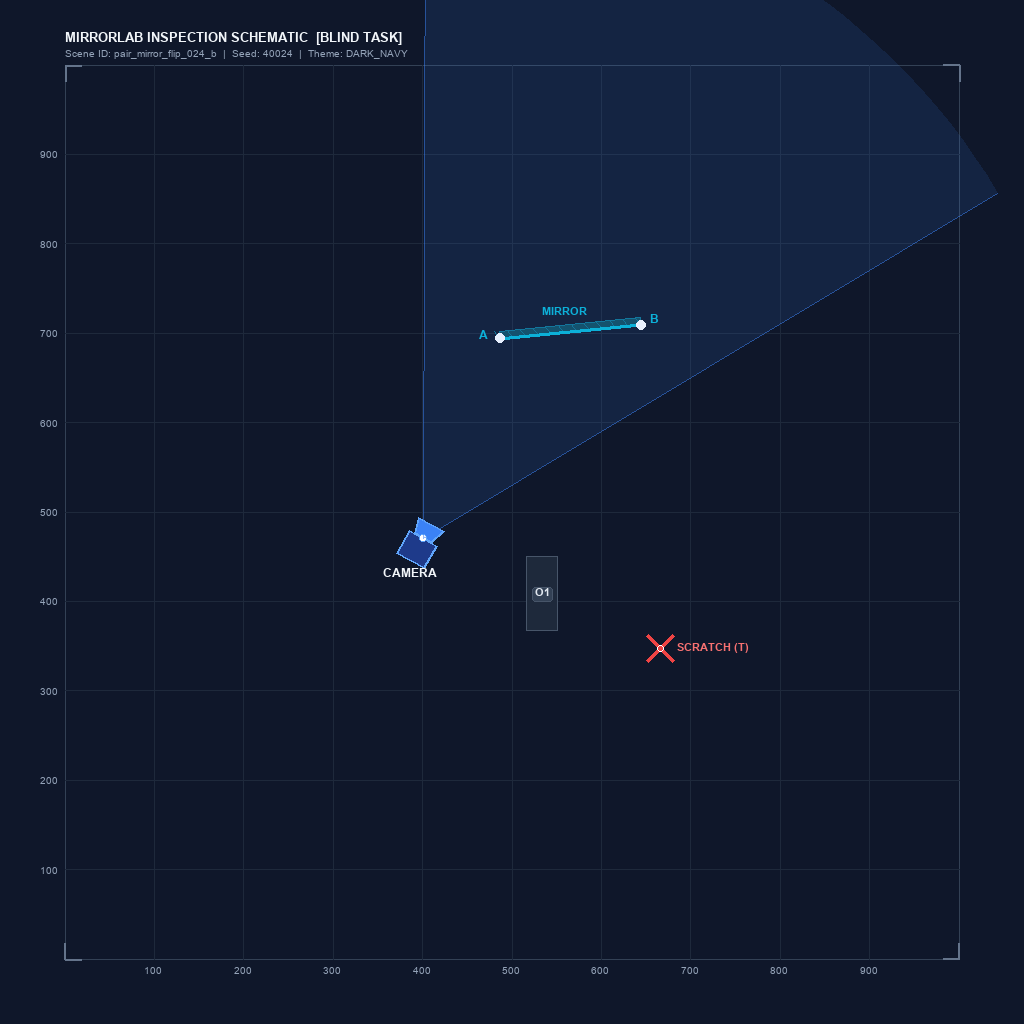 MIRRORLAB INSPECTION SCHEMATIC [BLIND TASK]
Scene ID: pair_mirror_flip_024_b | Seed: 40024 | Theme: DARK_NAVY
900
800
MIRROR
A
B
700
600
500
CAMERA
O1
400
SCRATCH (T)
300
200
100
100 200 300 400 500 600 700 800 900